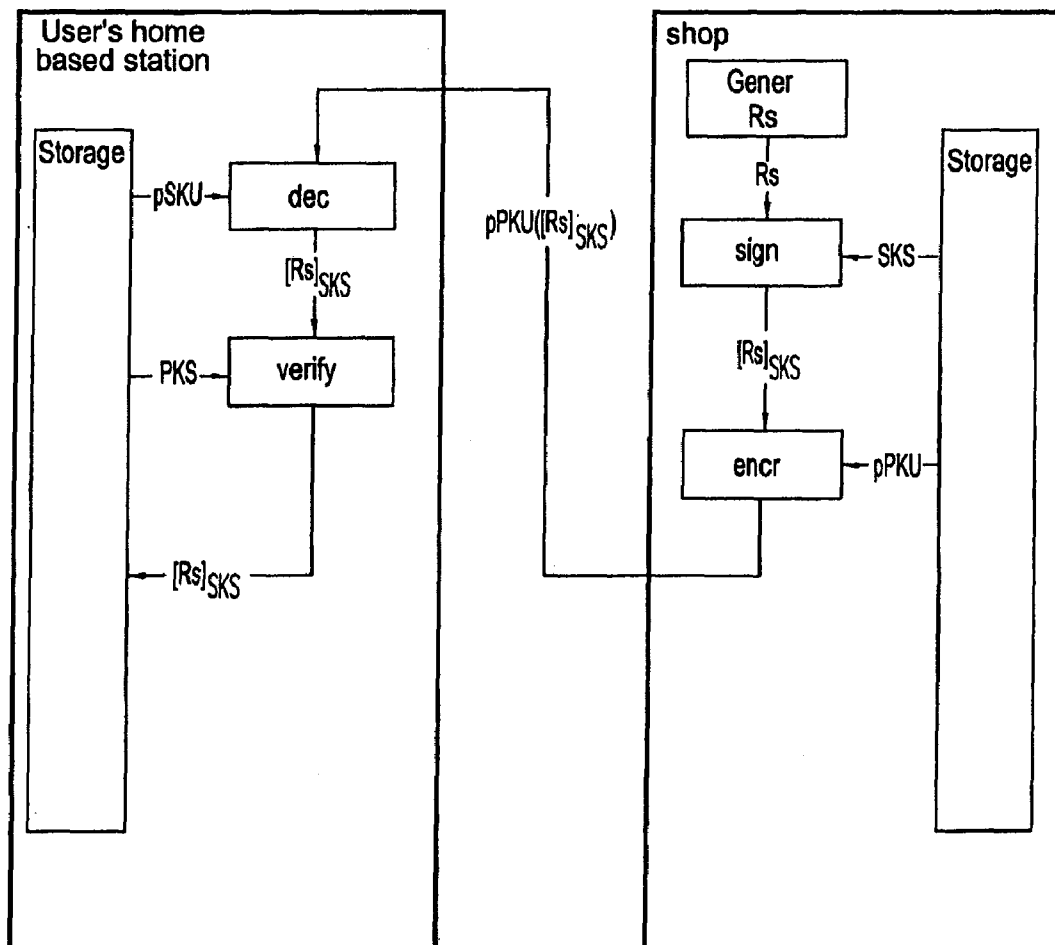 User's home
based station
Storage
pSKU
dec
[Rs]SKS
PKS
verify
[Rs]SKS
pPKU([Rs]SKS)
shop
Gener
Rs
Rs
sign
SKS
[Rs]SKS
encr
pPKU
Storage